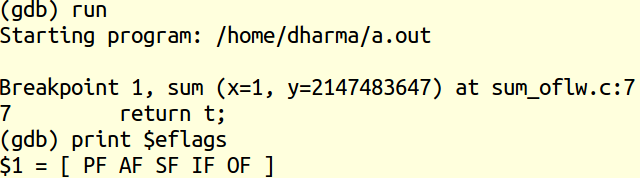 (gdb) run
Starting program: /home/dharma/a.out

Breakpoint 1, sum (x=1, y=2147483647) at sum_oflw.c:7
7         return t;
(gdb) print $eflags
$1 = [ PF AF SF IF OF ]